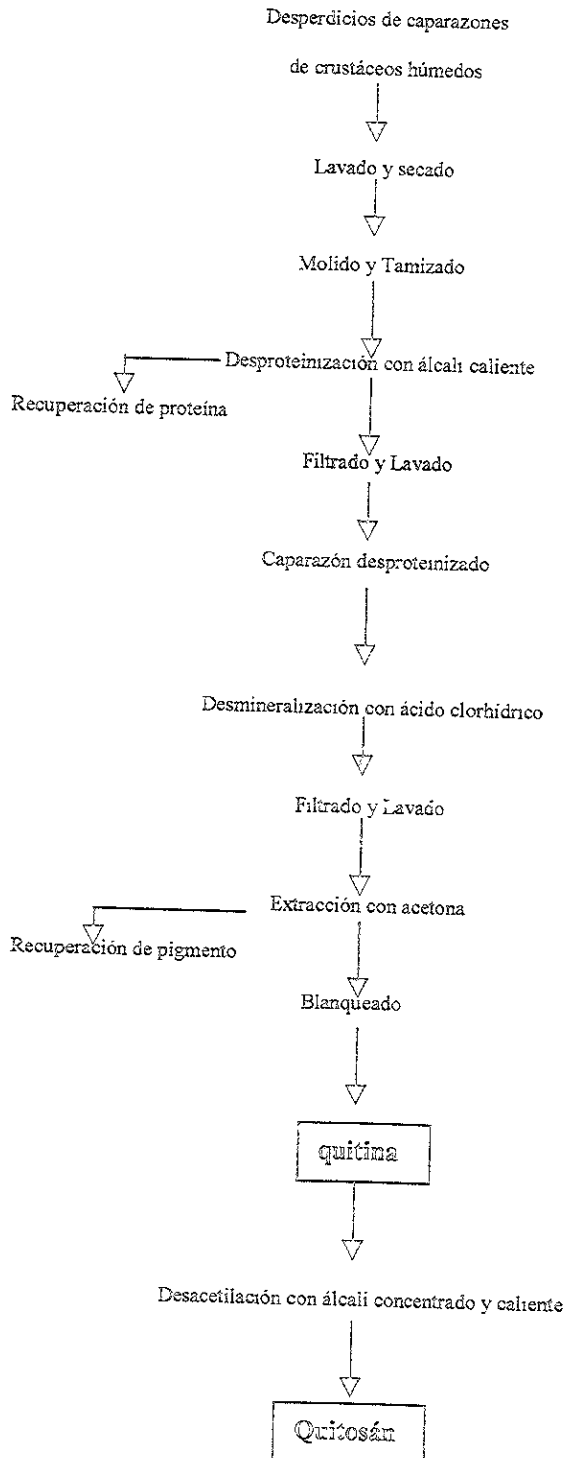 Desperdicios de caparazones
de crustáceos húmedos
Lavado y secado
Molido y Tamizado
Desproteinización con álcali caliente
Recuperación de proteína
Filtrado y Lavado
Caparazón desproteinizado
Desmineralización con ácido clorhídrico
Filtrado y Lavado
Extracción con acetona
Recuperación de pigmento
Blanqueado
quitina
Desacetilación con álcali concentrado y caliente
Quitosán